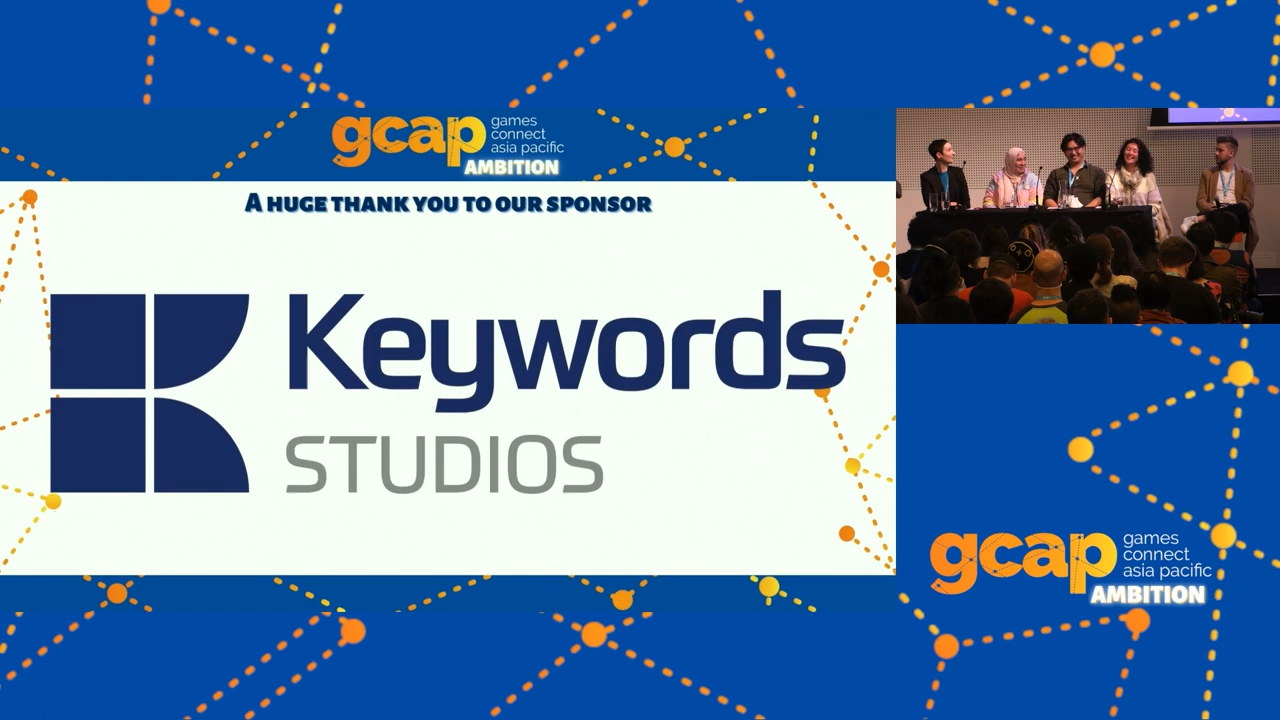 gcap
games
connect
asia pacific
AMBITION
A HUGE THANK YOU TO OUR SPONSOR
Keywords
STUDIOS
gcap
games
connect
asia pacific
AMBITION